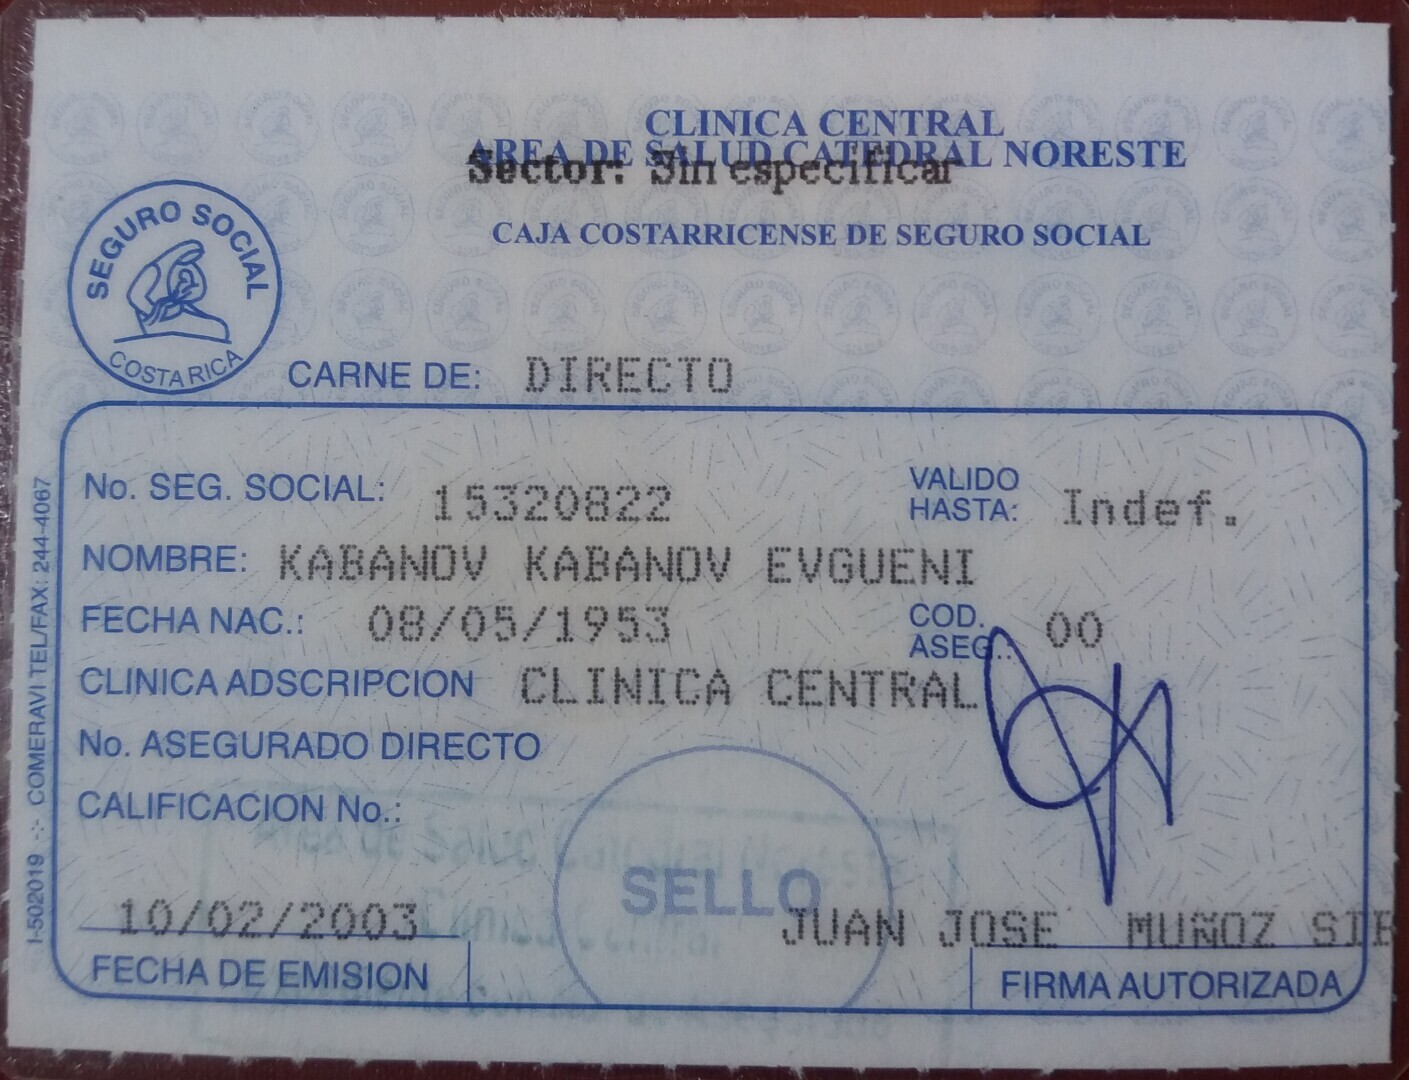 CLINICA CENTRAL
AREA DE SALUD CATEDRAL NORESTE
Sector: Sin especificar
CAJA COSTARRICENSE DE SEGURO SOCIAL
SEGURO SOCIAL
COSTA RICA
CARNE DE: DIRECTO
No. SEG. SOCIAL: 15320822
VALIDO
HASTA: Indef.
NOMBRE: KABANOV KABANOV EVGUENI
FECHA NAC.: 08/05/1953
COD.
ASEG.: 00
CLINICA ADSCRIPCION CLINICA CENTRAL
No. ASEGURADO DIRECTO
CALIFICACION No.:
SELLO
10/02/2003
JUAN JOSE MUÑOZ
FECHA DE EMISION
FIRMA AUTORIZADA
I-502019 -:- COMERAVI TEL/FAX: 244-4067